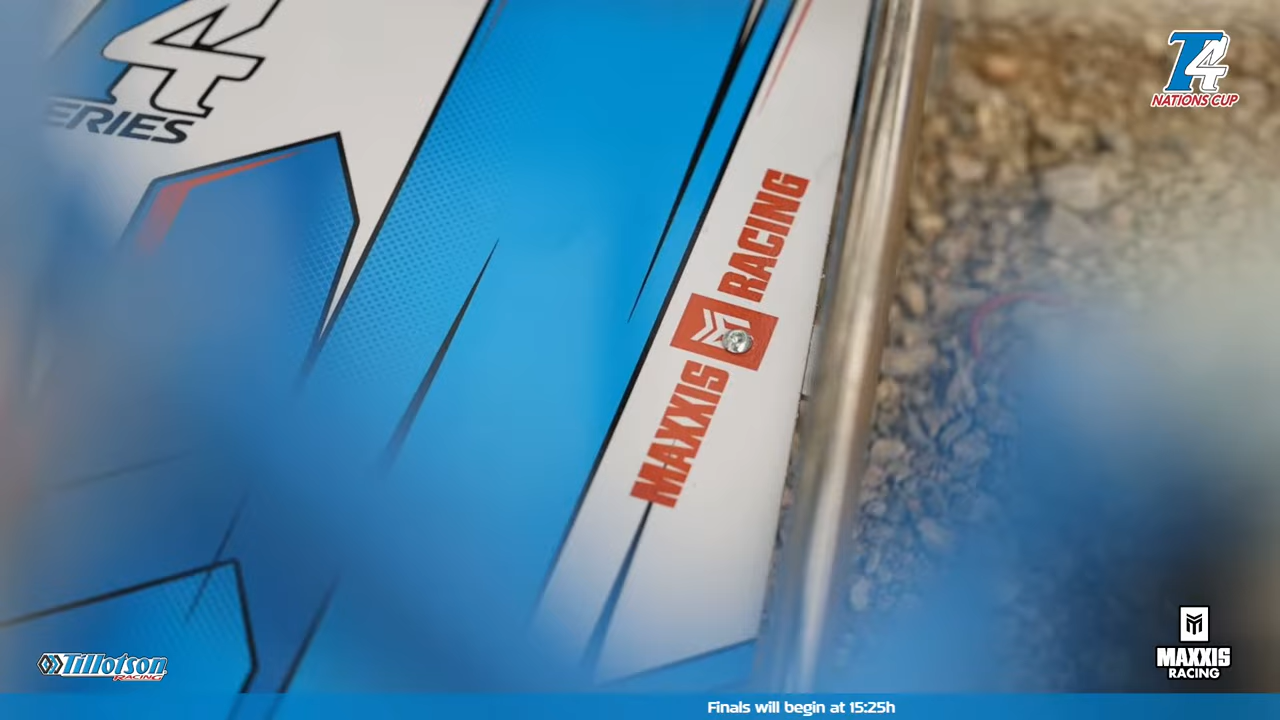 4
ERIES
T4
NATIONS CUP
MAXXIS RACING
Tillotson
RACING
MAXXIS
RACING
Finals will begin at 15:25h